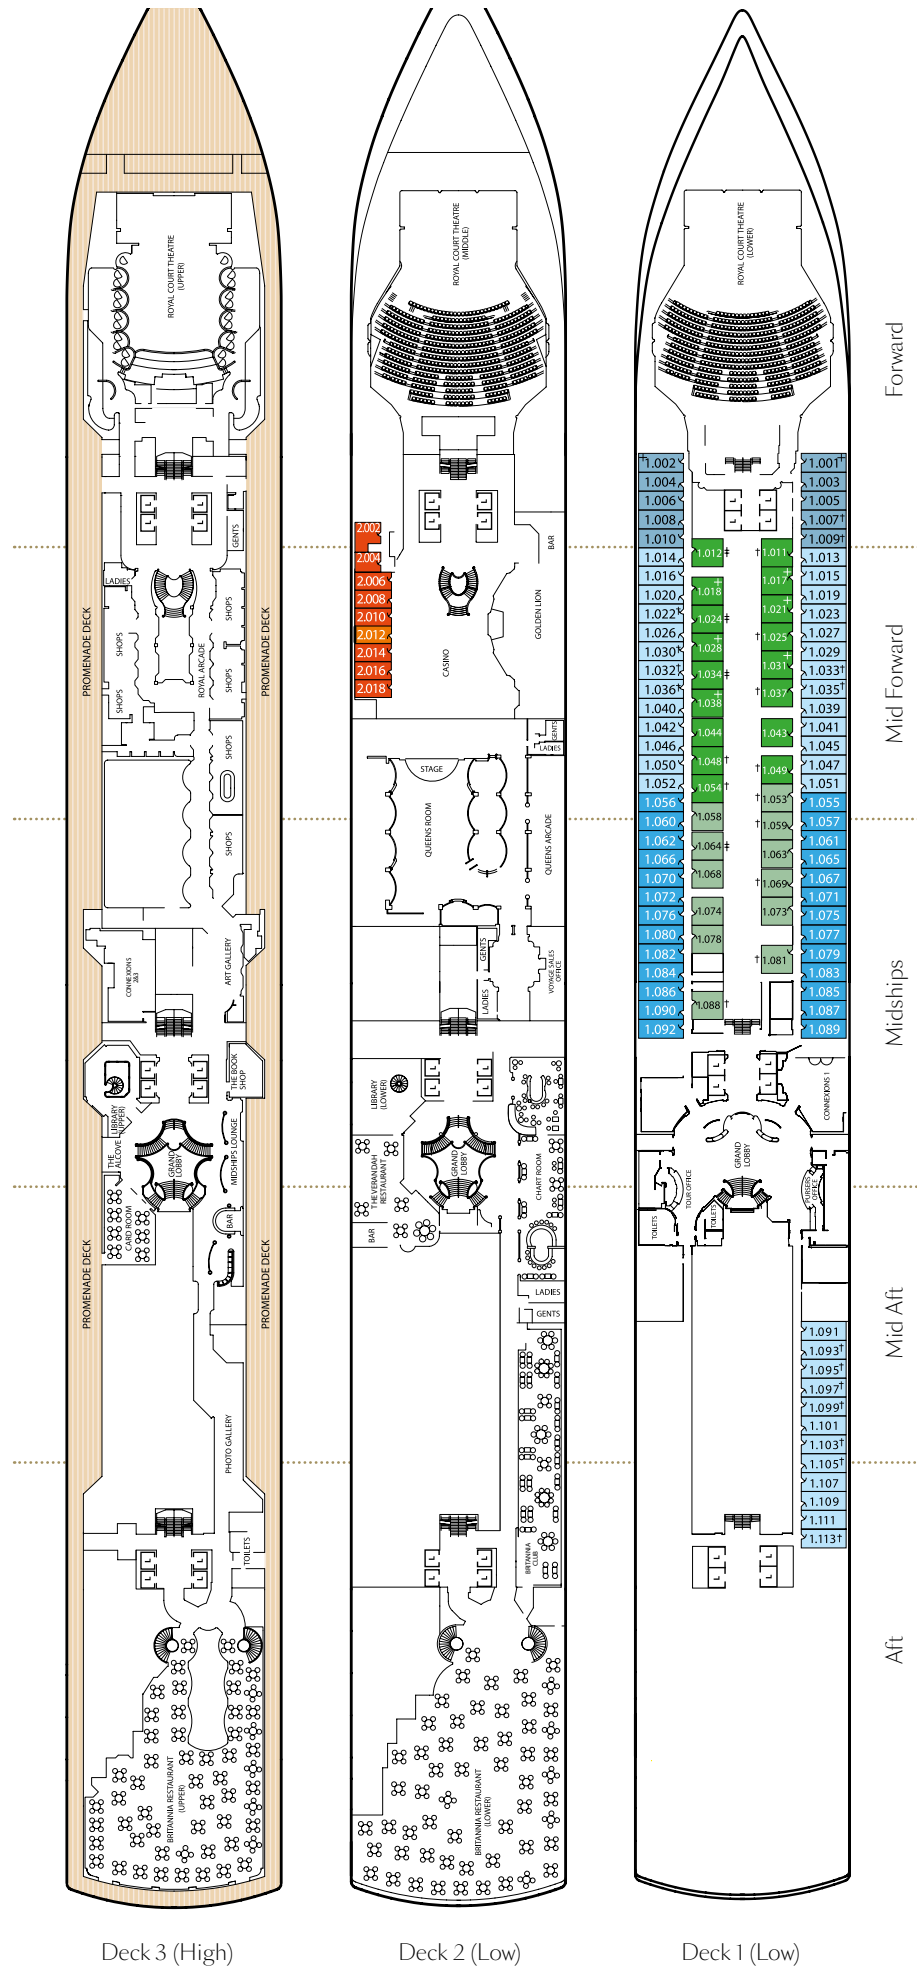 ROYAL COURT THEATRE
(UPPER)
GENTS
LADIES
SHOPS
SHOPS
SHOPS
SHOPS
SHOPS
SHOPS
ROYAL ARCADE
PROMENADE DECK
PROMENADE DECK
CONNEXIONS
2&3
ART GALLERY
THE BOOK
SHOP
LIBRARY
(UPPER)
THE
ALCOVE
GRAND
LOBBY
MIDSHIPS LOUNGE
BAR
CARD ROOM
PROMENADE DECK
PROMENADE DECK
PHOTO GALLERY
TOILETS
BRITANNIA RESTAURANT
(UPPER)
Deck 3 (High)
ROYAL COURT THEATRE
(MIDDLE)
2.002
2.004
2.006
2.008
2.010
2.012
2.014
2.016
2.018
BAR
GOLDEN LION
CASINO
GENTS
LADIES
STAGE
QUEENS ROOM
QUEENS ARCADE
GENTS
LADIES
VOYAGE SALES
OFFICE
LIBRARY
(LOWER)
THE VERANDAH
RESTAURANT
BAR
GRAND
LOBBY
CHART ROOM
LADIES
GENTS
BRITANNIA
CLUB
BRITANNIA RESTAURANT
(LOWER)
Deck 2 (Low)
ROYAL COURT THEATRE
(LOWER)
+1.002
1.004
1.006
1.008
1.010
1.014
1.016
1.020
1.022†
1.026
1.030†
1.032†
1.036†
1.040
1.042
1.046
1.050
1.052
1.056
1.060
1.062
1.066
1.070
1.072
1.076
1.080
1.082
1.084
1.086
1.090
1.092
1.012 ‡
1.018 +
1.024 ‡
1.028 +
1.034 ‡
1.038 +
1.044
1.048 †
1.054 †
1.058
1.064 ‡
1.068
1.074
1.078
1.088 †
† 1.011
1.017 +
1.021 +
† 1.025
1.031 +
† 1.037
1.043
† 1.049
† 1.053
† 1.059
1.063
† 1.069
1.073
† 1.081
1.001+
1.003
1.005
1.007†
1.009†
1.013
1.015
1.019
1.023
1.027
1.029
1.033†
1.035†
1.039
1.041
1.045
1.047
1.051
1.055
1.057
1.061
1.065
1.067
1.071
1.075
1.077
1.079
1.083
1.085
1.087
1.089
CONNEXIONS 1
GRAND
LOBBY
TOUR OFFICE
PURSERS
OFFICE
TOILETS
TOILETS
1.091
1.093†
1.095†
1.097†
1.099†
1.101
1.103†
1.105†
1.107
1.109
1.111
1.113†
Deck 1 (Low)
Forward
Mid Forward
Midships
Mid Aft
Aft